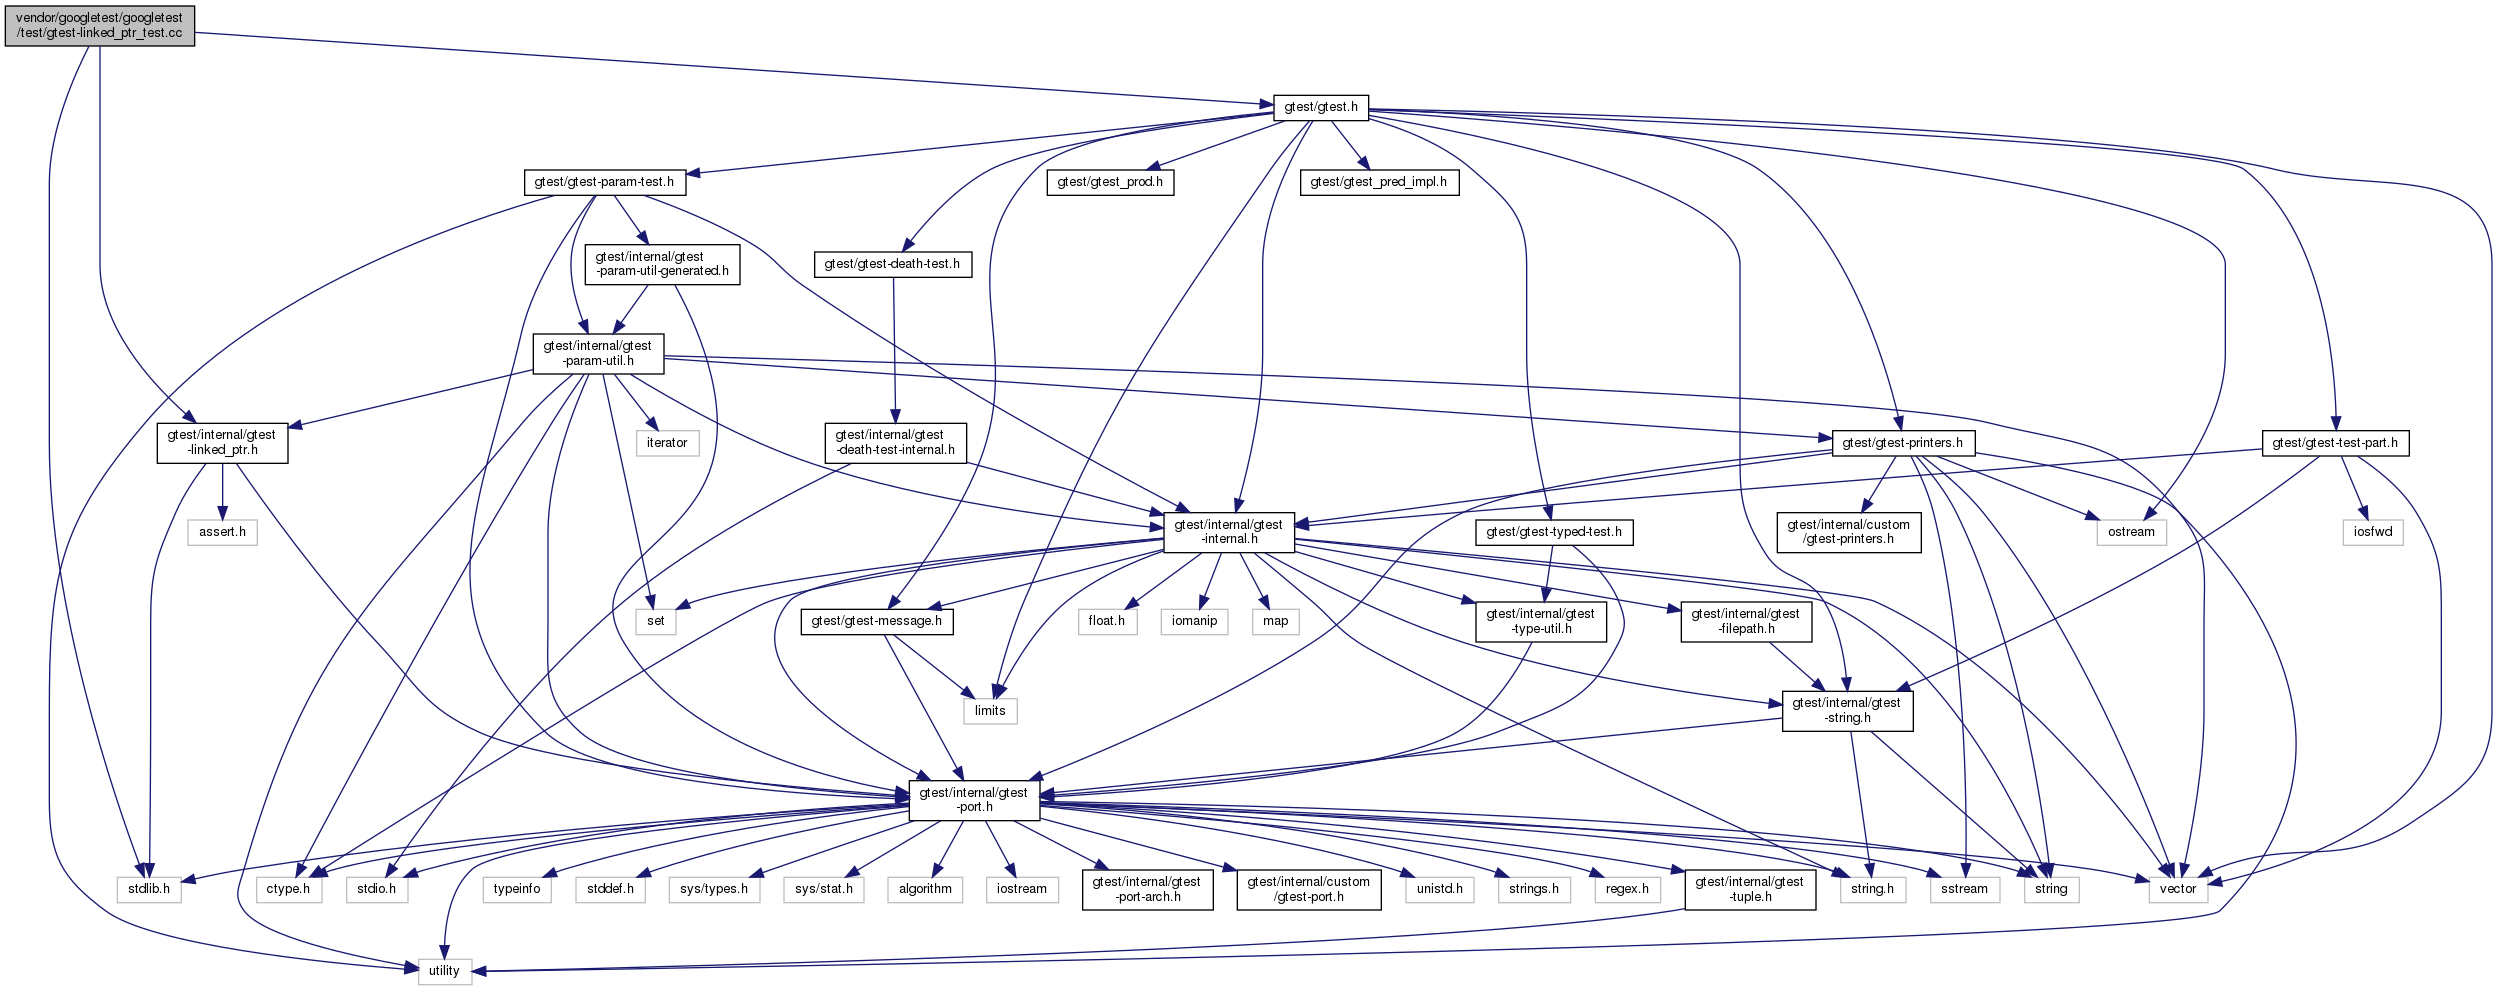 vendor/googletest/googletest
/test/gtest-linked_ptr_test.cc
gtest/gtest.h
gtest/gtest-param-test.h
gtest/gtest_prod.h
gtest/gtest_pred_impl.h
gtest/internal/gtest
-param-util-generated.h
gtest/gtest-death-test.h
gtest/internal/gtest
-param-util.h
gtest/internal/gtest
-linked_ptr.h
iterator
gtest/internal/gtest
-death-test-internal.h
gtest/gtest-printers.h
gtest/gtest-test-part.h
assert.h
gtest/internal/gtest
-internal.h
gtest/gtest-typed-test.h
gtest/internal/custom
/gtest-printers.h
ostream
iosfwd
set
gtest/gtest-message.h
float.h
iomanip
map
gtest/internal/gtest
-type-util.h
gtest/internal/gtest
-filepath.h
limits
gtest/internal/gtest
-string.h
gtest/internal/gtest
-port.h
stdlib.h
ctype.h
stdio.h
typeinfo
stddef.h
sys/types.h
sys/stat.h
algorithm
iostream
gtest/internal/gtest
-port-arch.h
gtest/internal/custom
/gtest-port.h
unistd.h
strings.h
regex.h
gtest/internal/gtest
-tuple.h
string.h
sstream
string
vector
utility